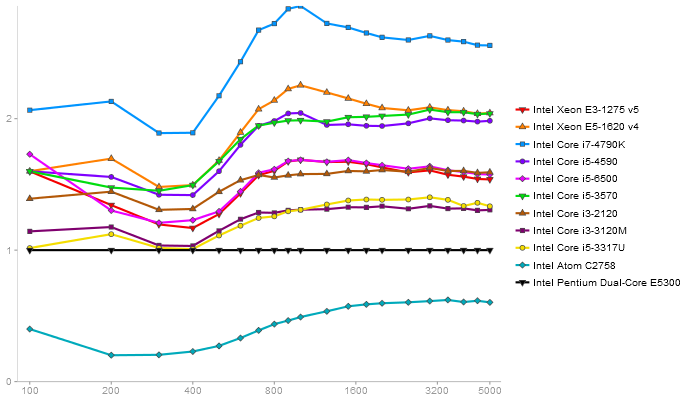 2
1
0
100 200 400 800 1600 3200 5000
Intel Xeon E3-1275 v5
Intel Xeon E5-1620 v4
Intel Core i7-4790K
Intel Core i5-4590
Intel Core i5-6500
Intel Core i5-3570
Intel Core i3-2120
Intel Core i3-3120M
Intel Core i5-3317U
Intel Atom C2758
Intel Pentium Dual-Core E5300